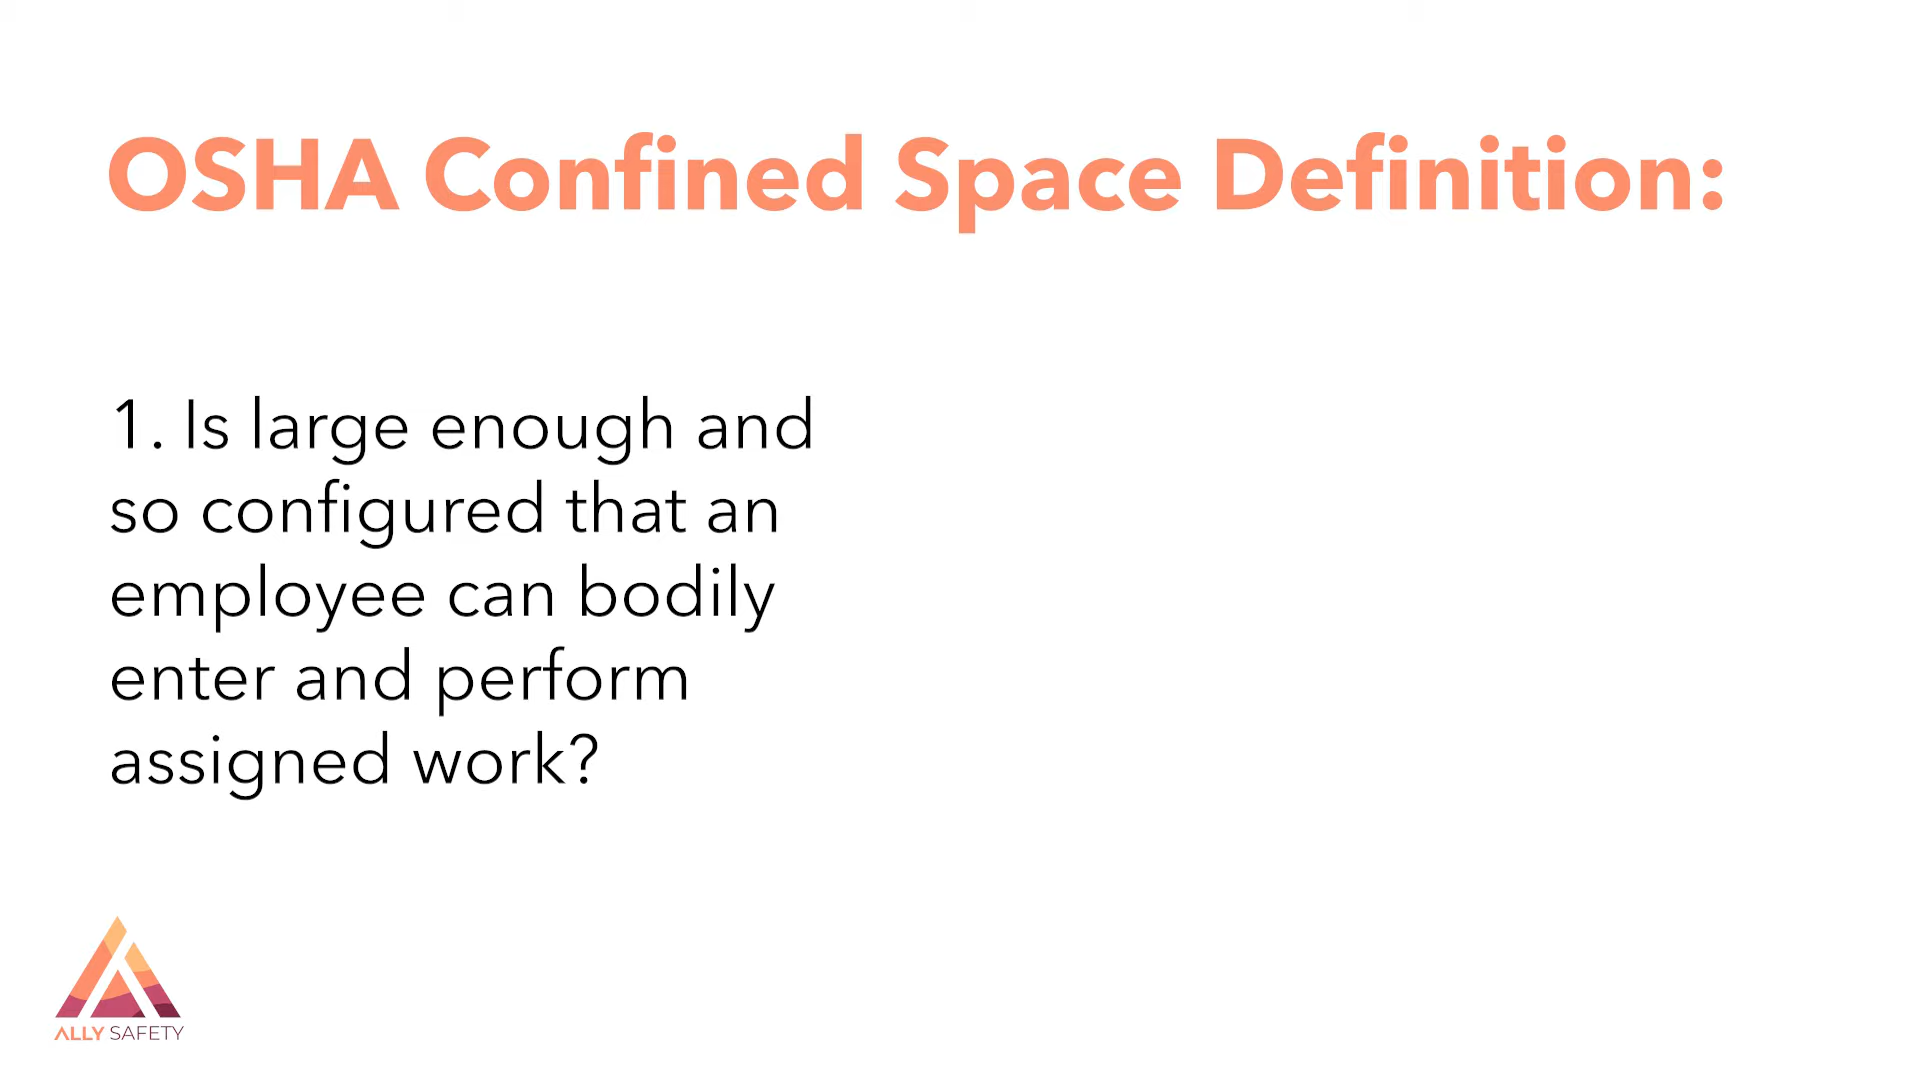 OSHA Confined Space Definition:
1. Is large enough and
so configured that an
employee can bodily
enter and perform
assigned work?
ALLY SAFETY